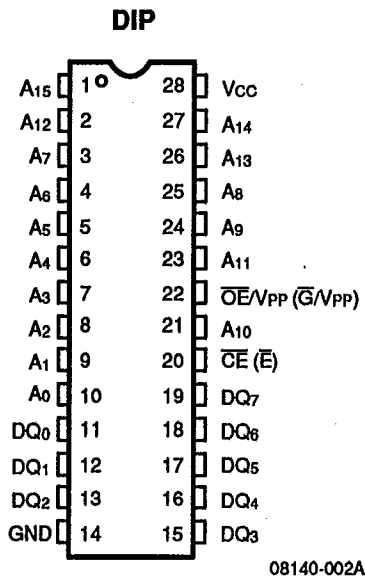 DIP
A15 1 28 VCC
A12 2 27 A14
A7 3 26 A13
A6 4 25 A8
A5 5 24 A9
A4 6 23 A11
A3 7 22 O̅E̅/VPP (G̅/VPP)
A2 8 21 A10
A1 9 20 C̅E̅ (E̅)
A0 10 19 DQ7
DQ0 11 18 DQ6
DQ1 12 17 DQ5
DQ2 13 16 DQ4
GND 14 15 DQ3
08140-002A